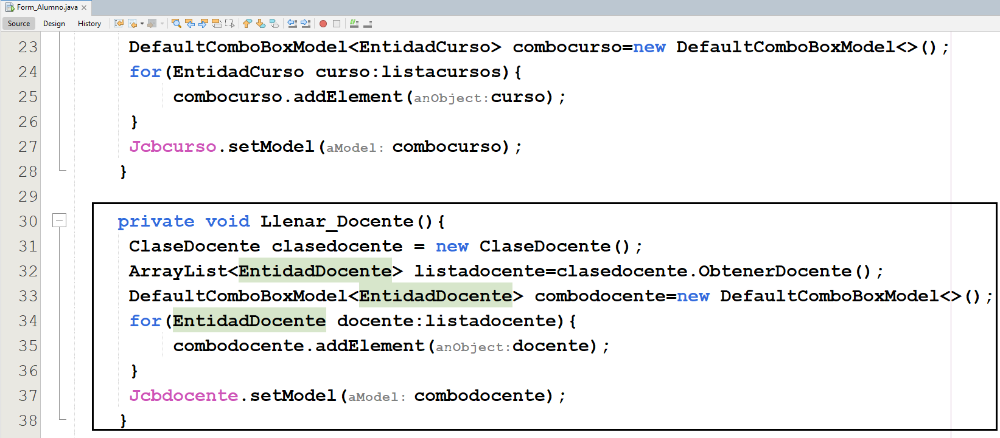 Form_Alumno.java
Source Design History
23 DefaultComboBoxModel<EntidadCurso> combocurso=new DefaultComboBoxModel<>();
24 for(EntidadCurso curso:listacursos){
25 combocurso.addElement(anObject:curso);
26 }
27 Jcbcurso.setModel(aModel: combocurso);
28 }
29
30 private void Llenar_Docente(){
31 ClaseDocente clasedocente = new ClaseDocente();
32 ArrayList<EntidadDocente> listadocente=clasedocente.ObtenerDocente();
33 DefaultComboBoxModel<EntidadDocente> combodocente=new DefaultComboBoxModel<>();
34 for(EntidadDocente docente:listadocente){
35 combodocente.addElement(anObject:docente);
36 }
37 Jcbdocente.setModel(aModel: combodocente);
38 }